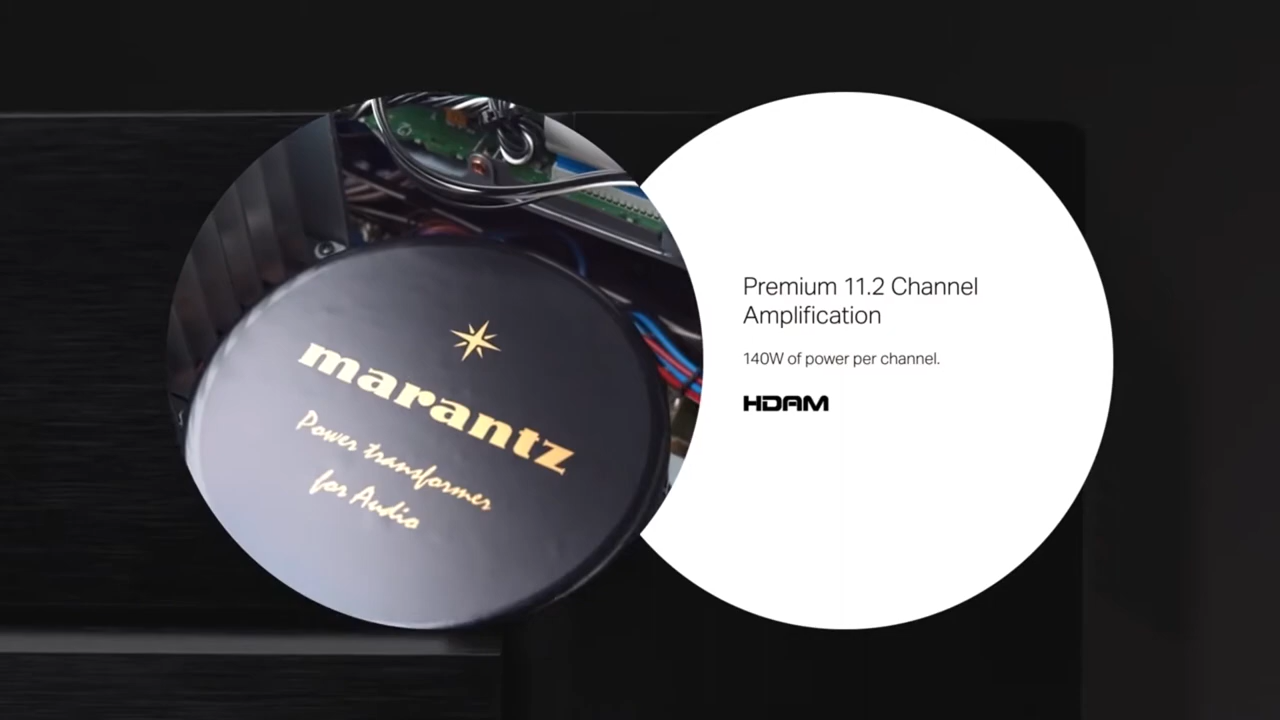 marantz
Power transformer
for Audio
Premium 11.2 Channel
Amplification
140W of power per channel.
HDAM